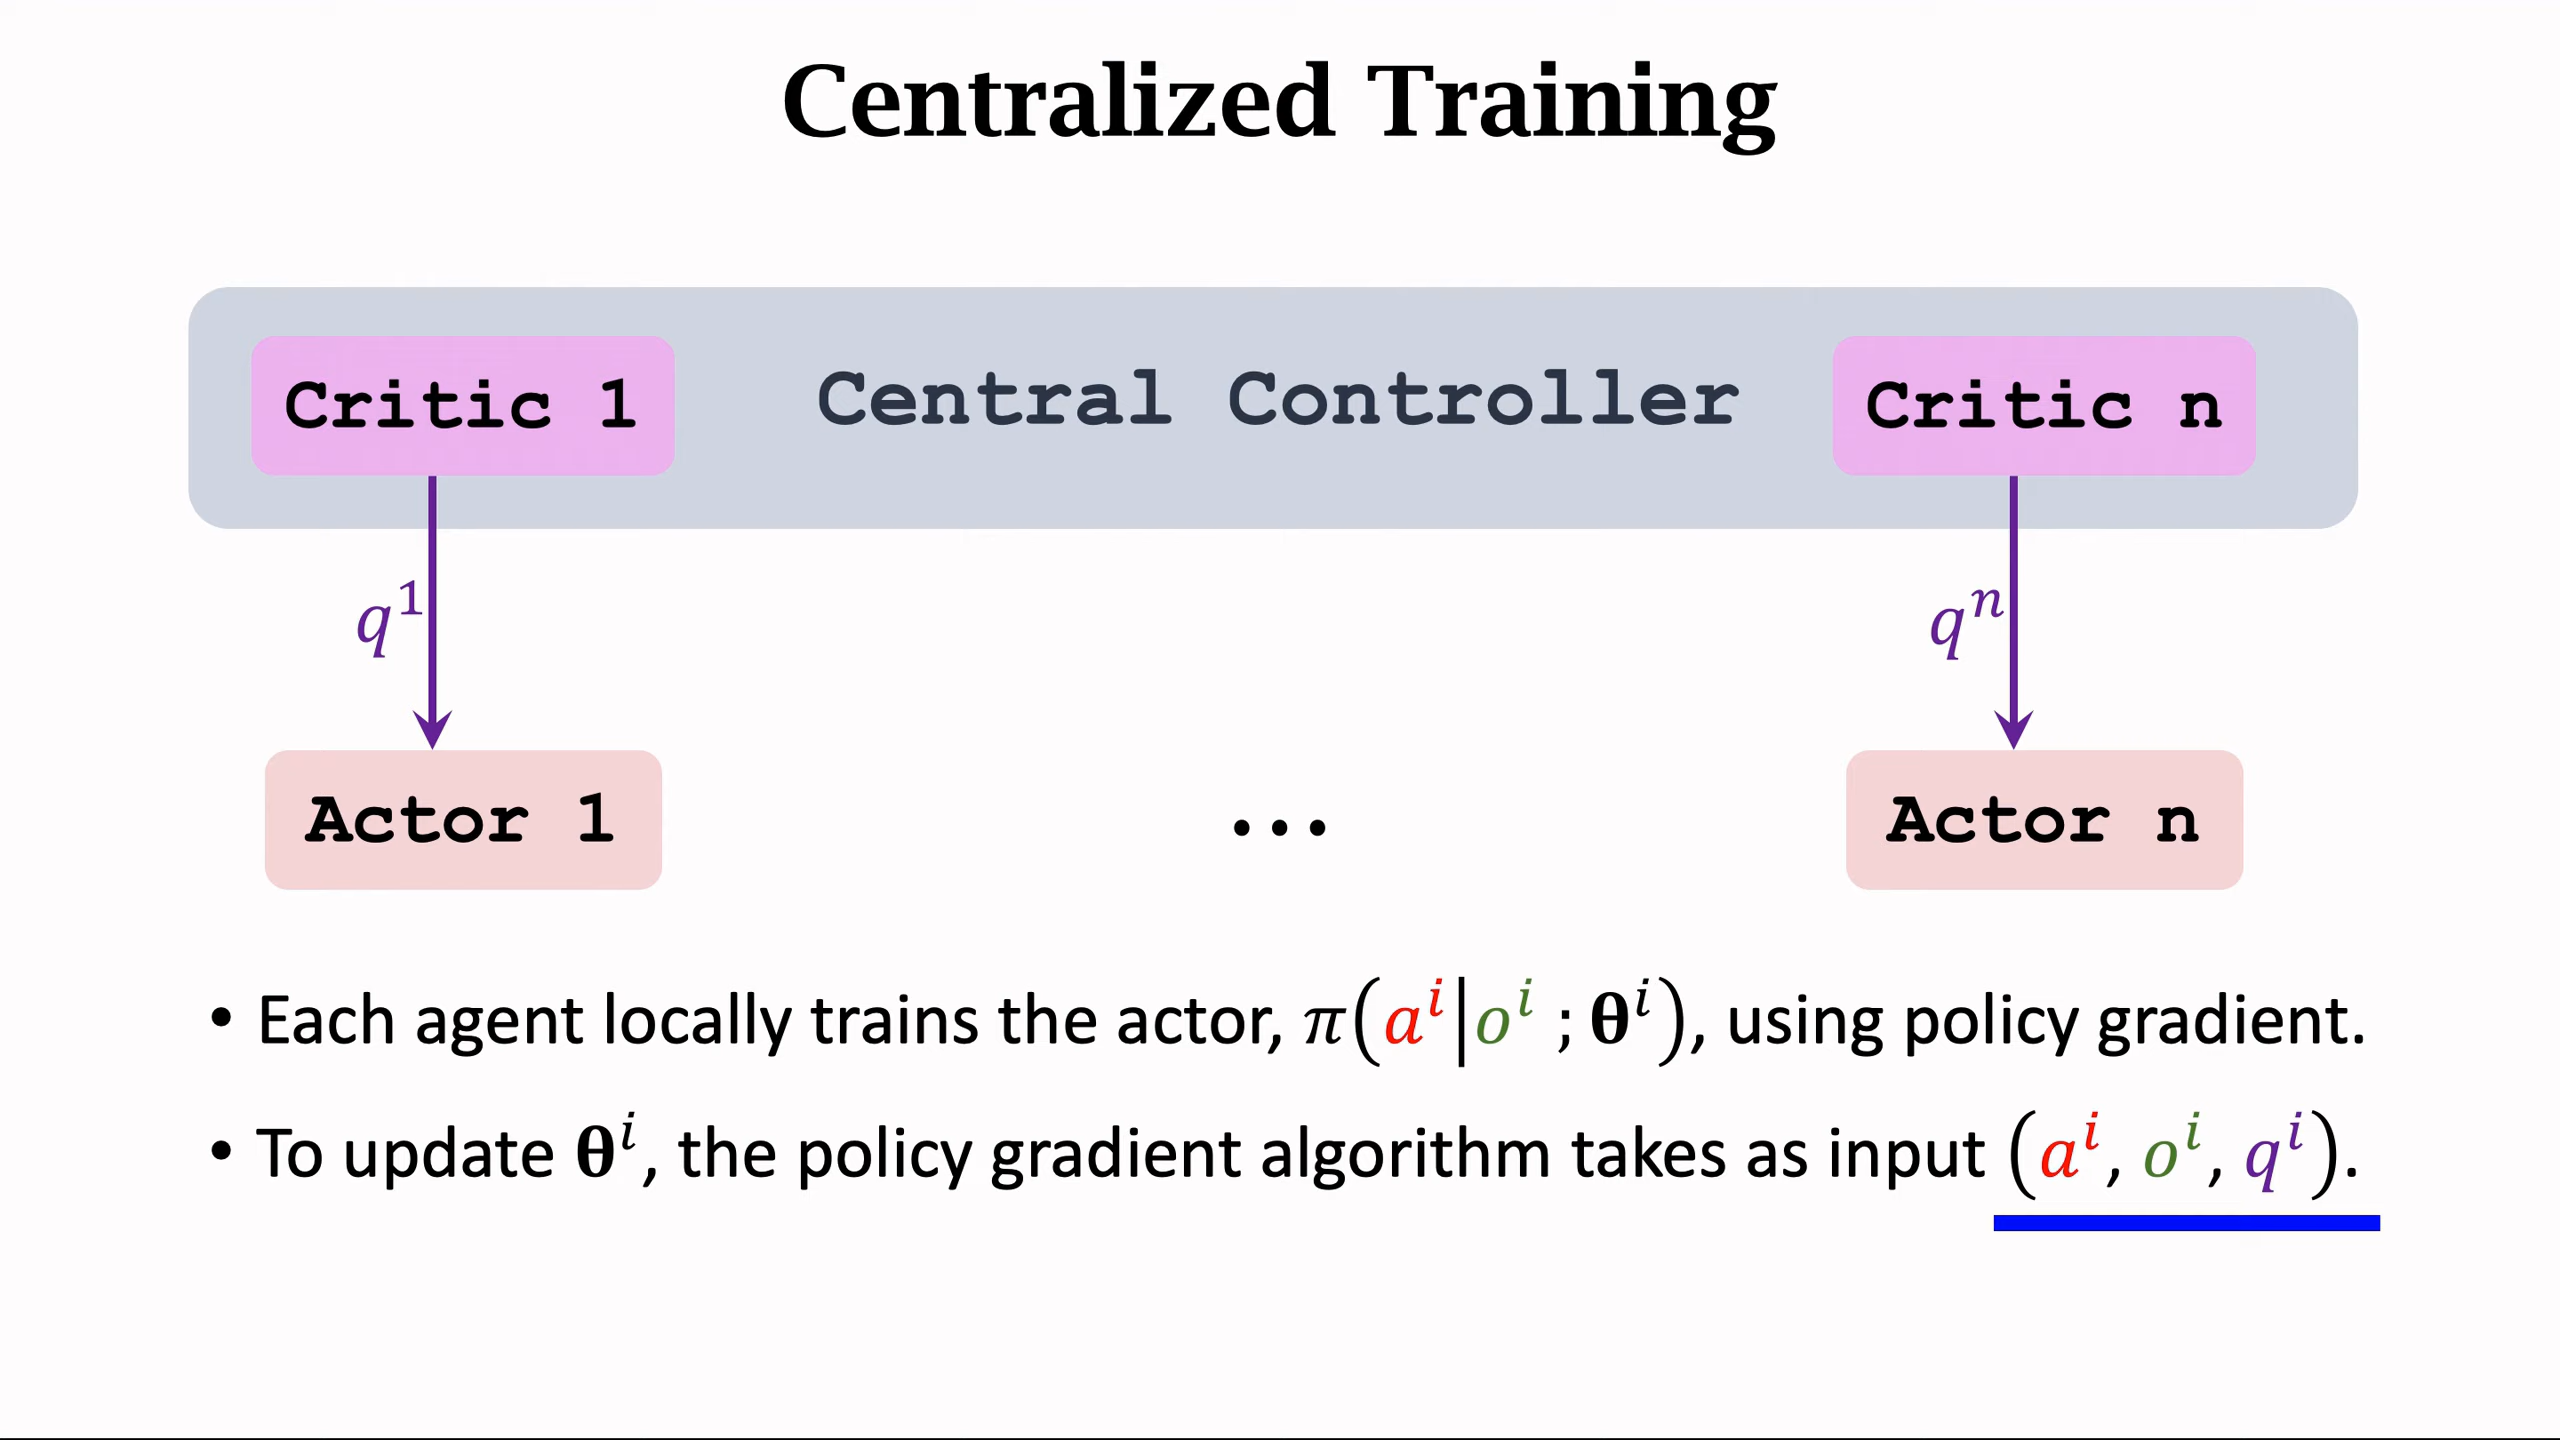 Centralized Training
Critic 1 Central Controller Critic n
q¹ qⁿ
Actor 1 ... Actor n
• Each agent locally trains the actor, π(aⁱ|oⁱ ; θⁱ), using policy gradient.
• To update θⁱ, the policy gradient algorithm takes as input (aⁱ, oⁱ, qⁱ).